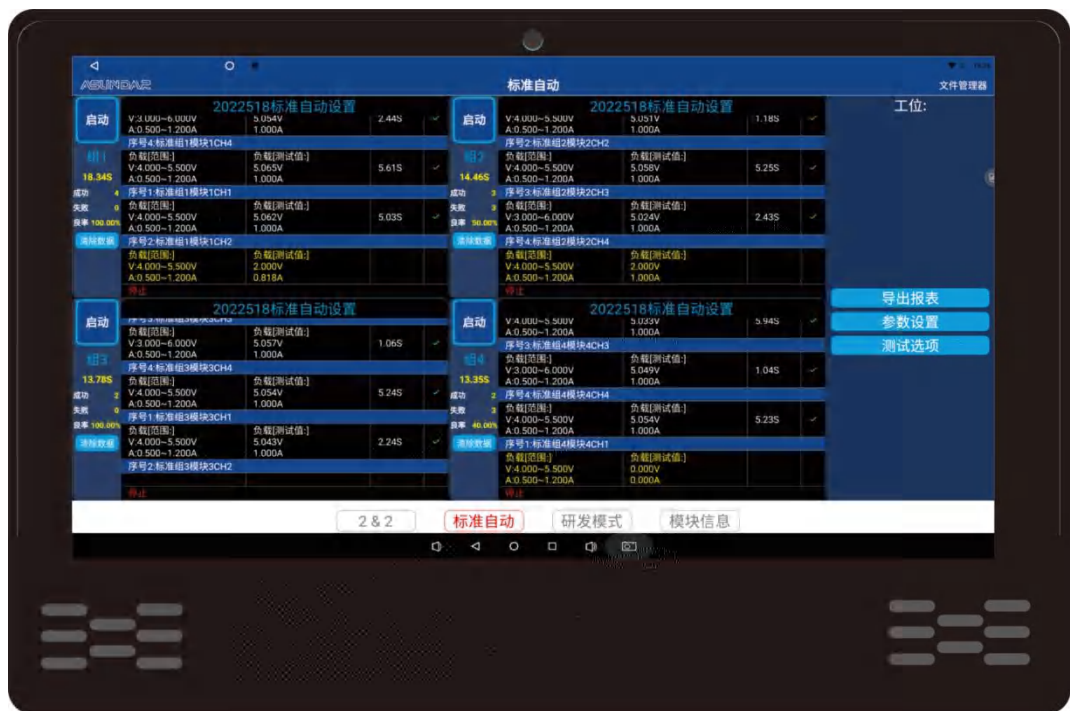 ASUNDAR
标准自动
文件管理器
启动
2022518标准自动设置
V:3.000~6.000V 5.054V 2.44S
A:0.500~1.200A 1.000A
序号4:标准组1模块1CH4
组1
负载[范围:] 负载[测试值:]
V:4.000~5.500V 5.065V 5.61S
18.34S
A:0.500~1.200A 1.000A
成功 4
序号1:标准组1模块1CH1
失败 0
负载[范围:] 负载[测试值:]
V:4.000~5.500V 5.062V 5.03S
良率 100.00%
A:0.500~1.200A 1.000A
清除数据
序号2:标准组1模块1CH2
负载[范围:] 负载[测试值:]
V:4.000~5.500V 2.000V
A:0.500~1.200A 0.818A
停止
启动
2022518标准自动设置
V:4.000~5.500V 5.051V 1.18S
A:0.500~1.200A 1.000A
序号2:标准组2模块2CH2
组2
负载[范围:] 负载[测试值:]
V:4.000~5.500V 5.058V 5.25S
14.46S
A:0.500~1.200A 1.000A
成功 3
序号3:标准组2模块2CH3
失败 3
负载[范围:] 负载[测试值:]
V:3.000~6.000V 5.024V 2.43S
良率 50.00%
A:0.500~1.200A 1.000A
清除数据
序号4:标准组2模块2CH4
负载[范围:] 负载[测试值:]
V:4.000~5.500V 2.000V
A:0.500~1.200A 1.000A
停止
工位:
导出报表
参数设置
测试选项
启动
2022518标准自动设置
序号3:标准组3模块3CH3
负载[范围:] 负载[测试值:]
V:3.000~6.000V 5.057V 1.06S
A:0.500~1.200A 1.000A
组3
序号4:标准组3模块3CH4
13.78S
负载[范围:] 负载[测试值:]
成功 2
V:4.000~5.500V 5.054V 5.24S
A:0.500~1.200A 1.000A
失败 0
序号1:标准组3模块3CH1
良率 100.00%
负载[范围:] 负载[测试值:]
清除数据
V:4.000~5.500V 5.043V 2.24S
A:0.500~1.200A 1.000A
序号2:标准组3模块3CH2
停止
启动
2022518标准自动设置
V:4.000~5.500V 5.033V 5.94S
A:0.500~1.200A 1.000A
序号3:标准组4模块4CH3
组4
负载[范围:] 负载[测试值:]
V:3.000~6.000V 5.049V 1.04S
13.35S
A:0.500~1.200A 1.000A
成功 2
序号4:标准组4模块4CH4
失败 3
负载[范围:] 负载[测试值:]
V:4.000~5.500V 5.054V 5.23S
良率 40.00%
A:0.500~1.200A 1.000A
清除数据
序号1:标准组4模块4CH1
负载[范围:] 负载[测试值:]
V:4.000~5.500V 0.000V
A:0.500~1.200A 0.000A
停止
2 & 2
标准自动
研发模式
模块信息